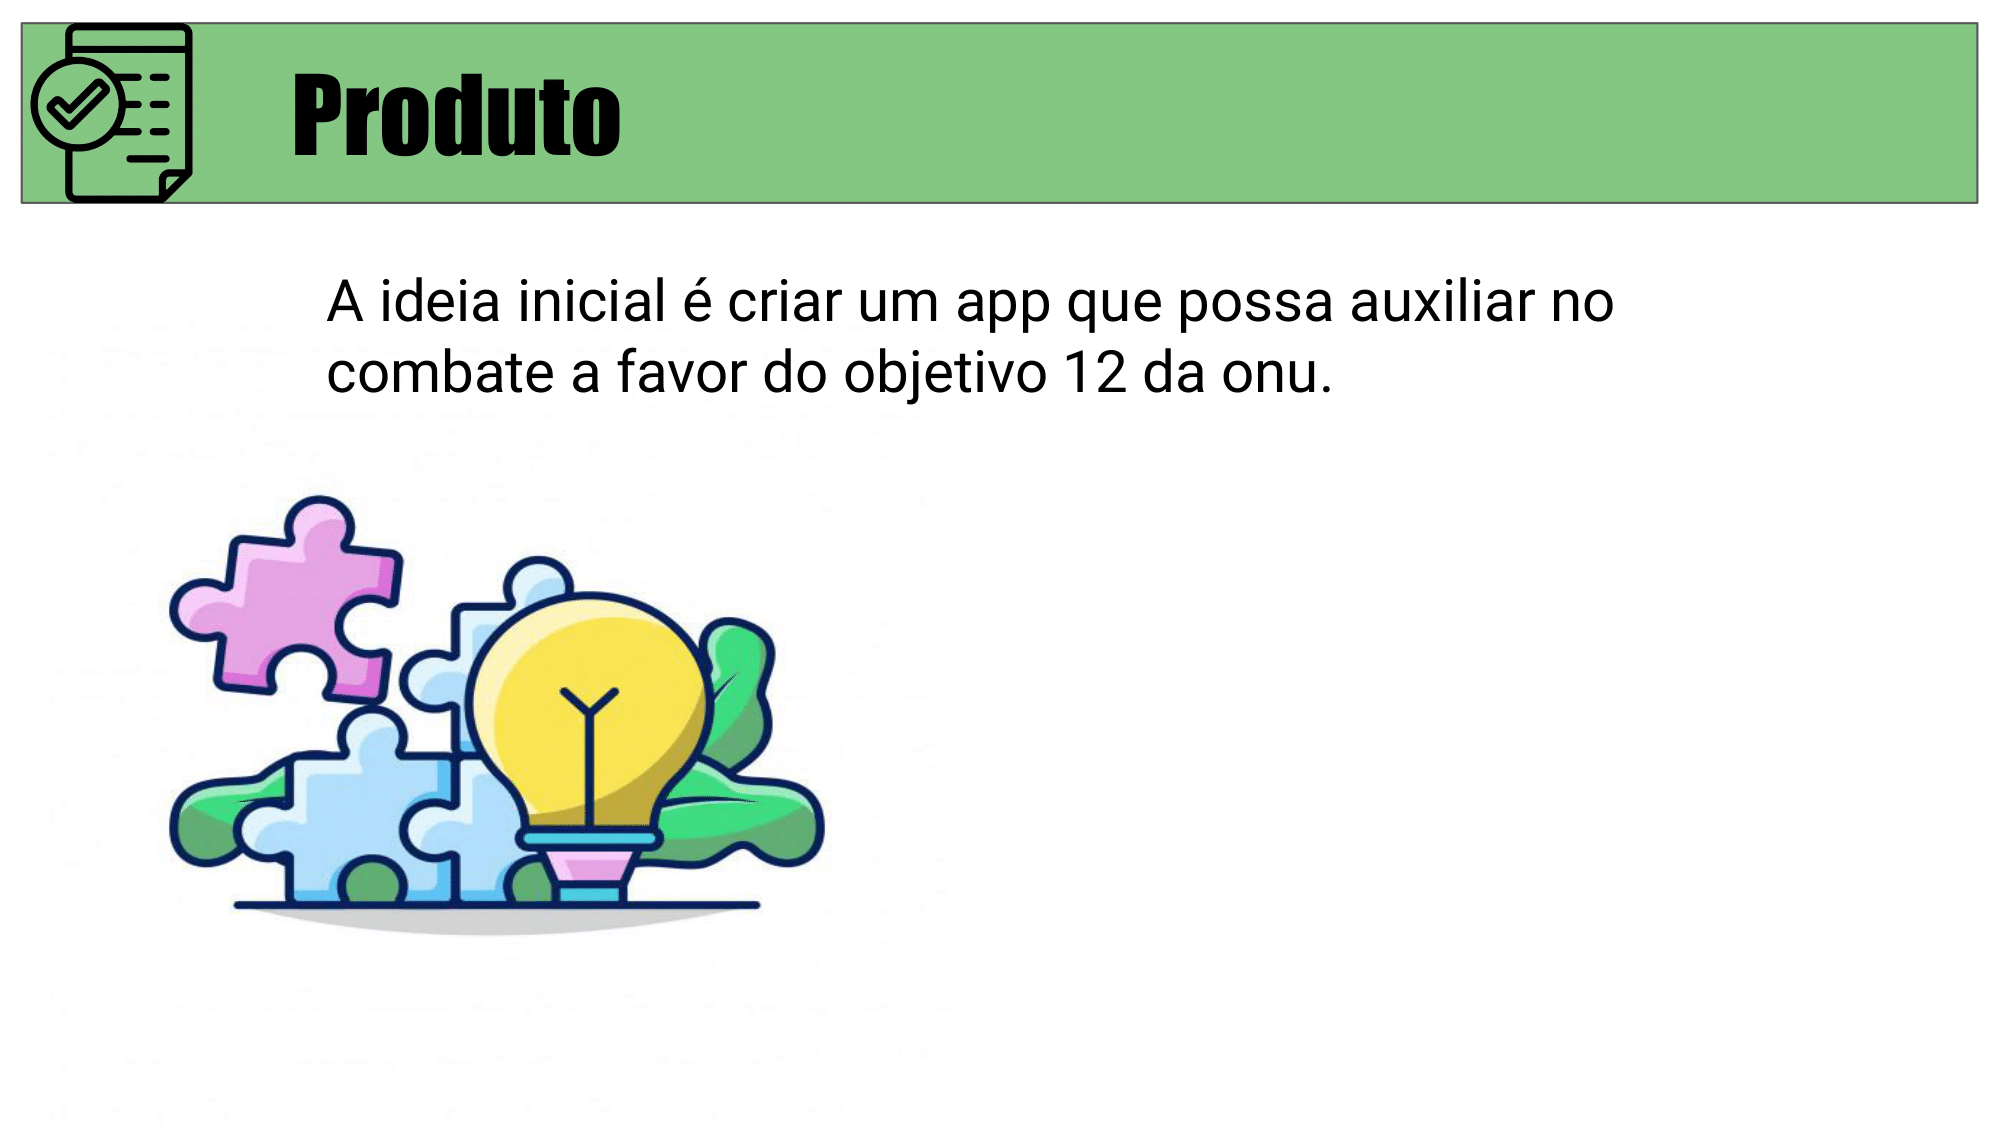 Produto
A ideia inicial é criar um app que possa auxiliar no
combate a favor do objetivo 12 da onu.